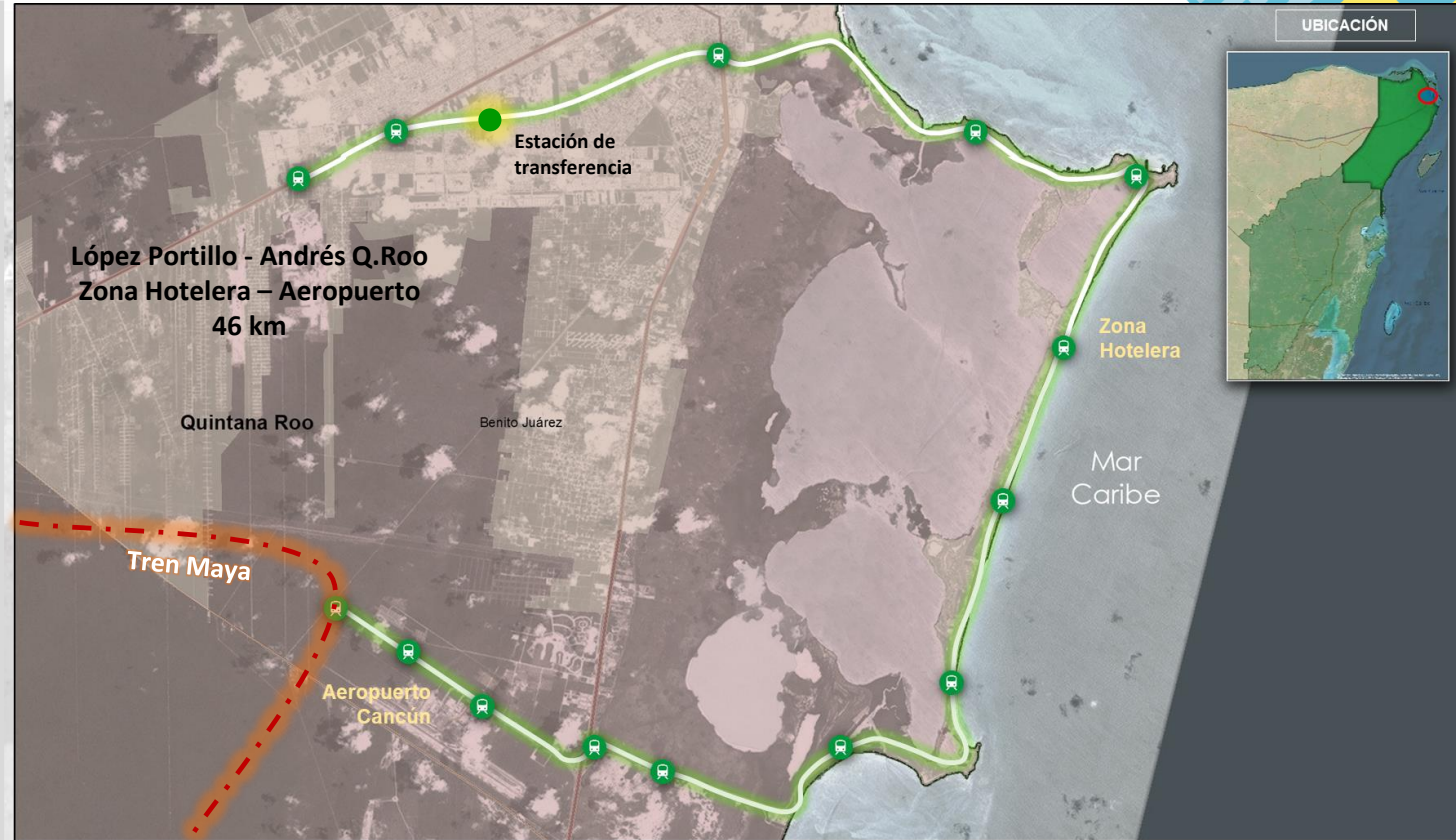 UBICACIÓN
Estación de
transferencia
López Portillo - Andrés Q.Roo
Zona Hotelera – Aeropuerto
46 km
Zona
Hotelera
Quintana Roo
Benito Juárez
Mar
Caribe
Tren Maya
Aeropuerto
Cancún